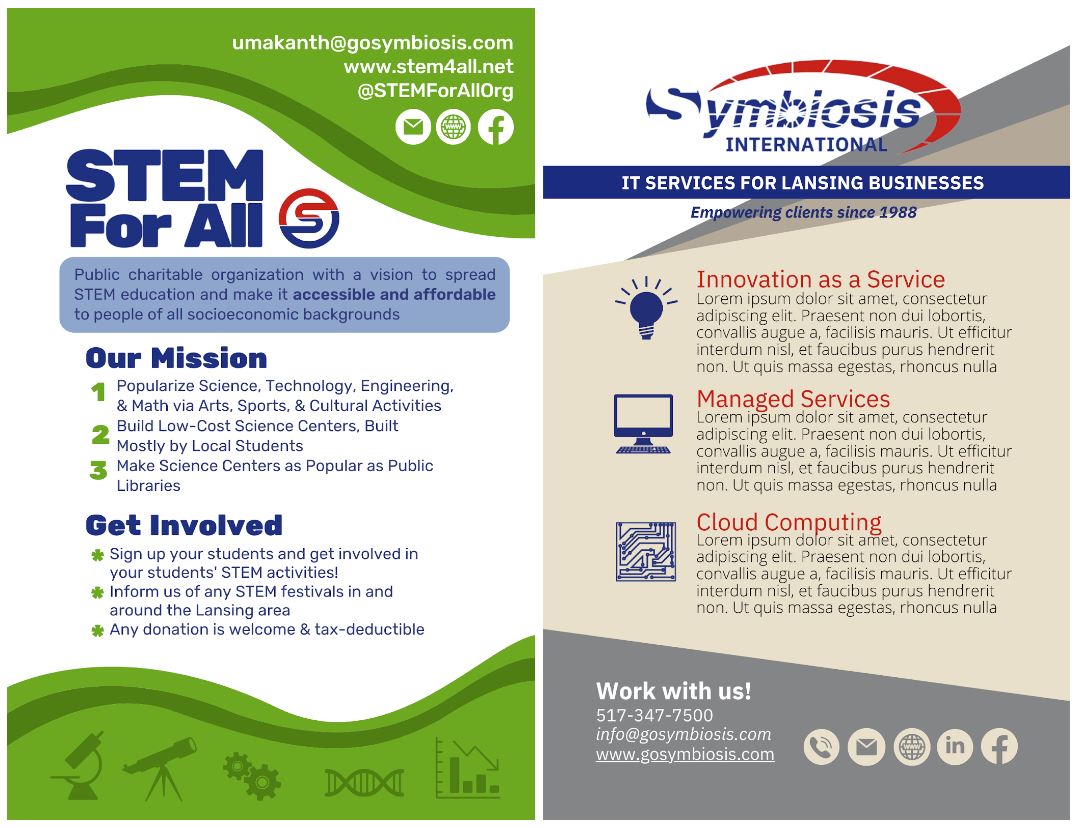 umakanth@gosymbiosis.com
www.stem4all.net
@STEMForAllOrg
WWW
STEM
For All
S
Public charitable organization with a vision to spread
STEM education and make it accessible and affordable
to people of all socioeconomic backgrounds
Our Mission
1 Popularize Science, Technology, Engineering,
& Math via Arts, Sports, & Cultural Activities
2 Build Low-Cost Science Centers, Built
Mostly by Local Students
3 Make Science Centers as Popular as Public
Libraries
Get Involved
Sign up your students and get involved in
your students' STEM activities!
Inform us of any STEM festivals in and
around the Lansing area
Any donation is welcome & tax-deductible
Symbiosis
INTERNATIONAL
IT SERVICES FOR LANSING BUSINESSES
Empowering clients since 1988
Innovation as a Service
Lorem ipsum dolor sit amet, consectetur
adipiscing elit. Praesent non dui lobortis,
convallis augue a, facilisis mauris. Ut efficitur
interdum nisl, et faucibus purus hendrerit
non. Ut quis massa egestas, rhoncus nulla
Managed Services
Lorem ipsum dolor sit amet, consectetur
adipiscing elit. Praesent non dui lobortis,
convallis augue a, facilisis mauris. Ut efficitur
interdum nisl, et faucibus purus hendrerit
non. Ut quis massa egestas, rhoncus nulla
Cloud Computing
Lorem ipsum dolor sit amet, consectetur
adipiscing elit. Praesent non dui lobortis,
convallis augue a, facilisis mauris. Ut efficitur
interdum nisl, et faucibus purus hendrerit
non. Ut quis massa egestas, rhoncus nulla
Work with us!
517-347-7500
info@gosymbiosis.com
www.gosymbiosis.com
WWW
in